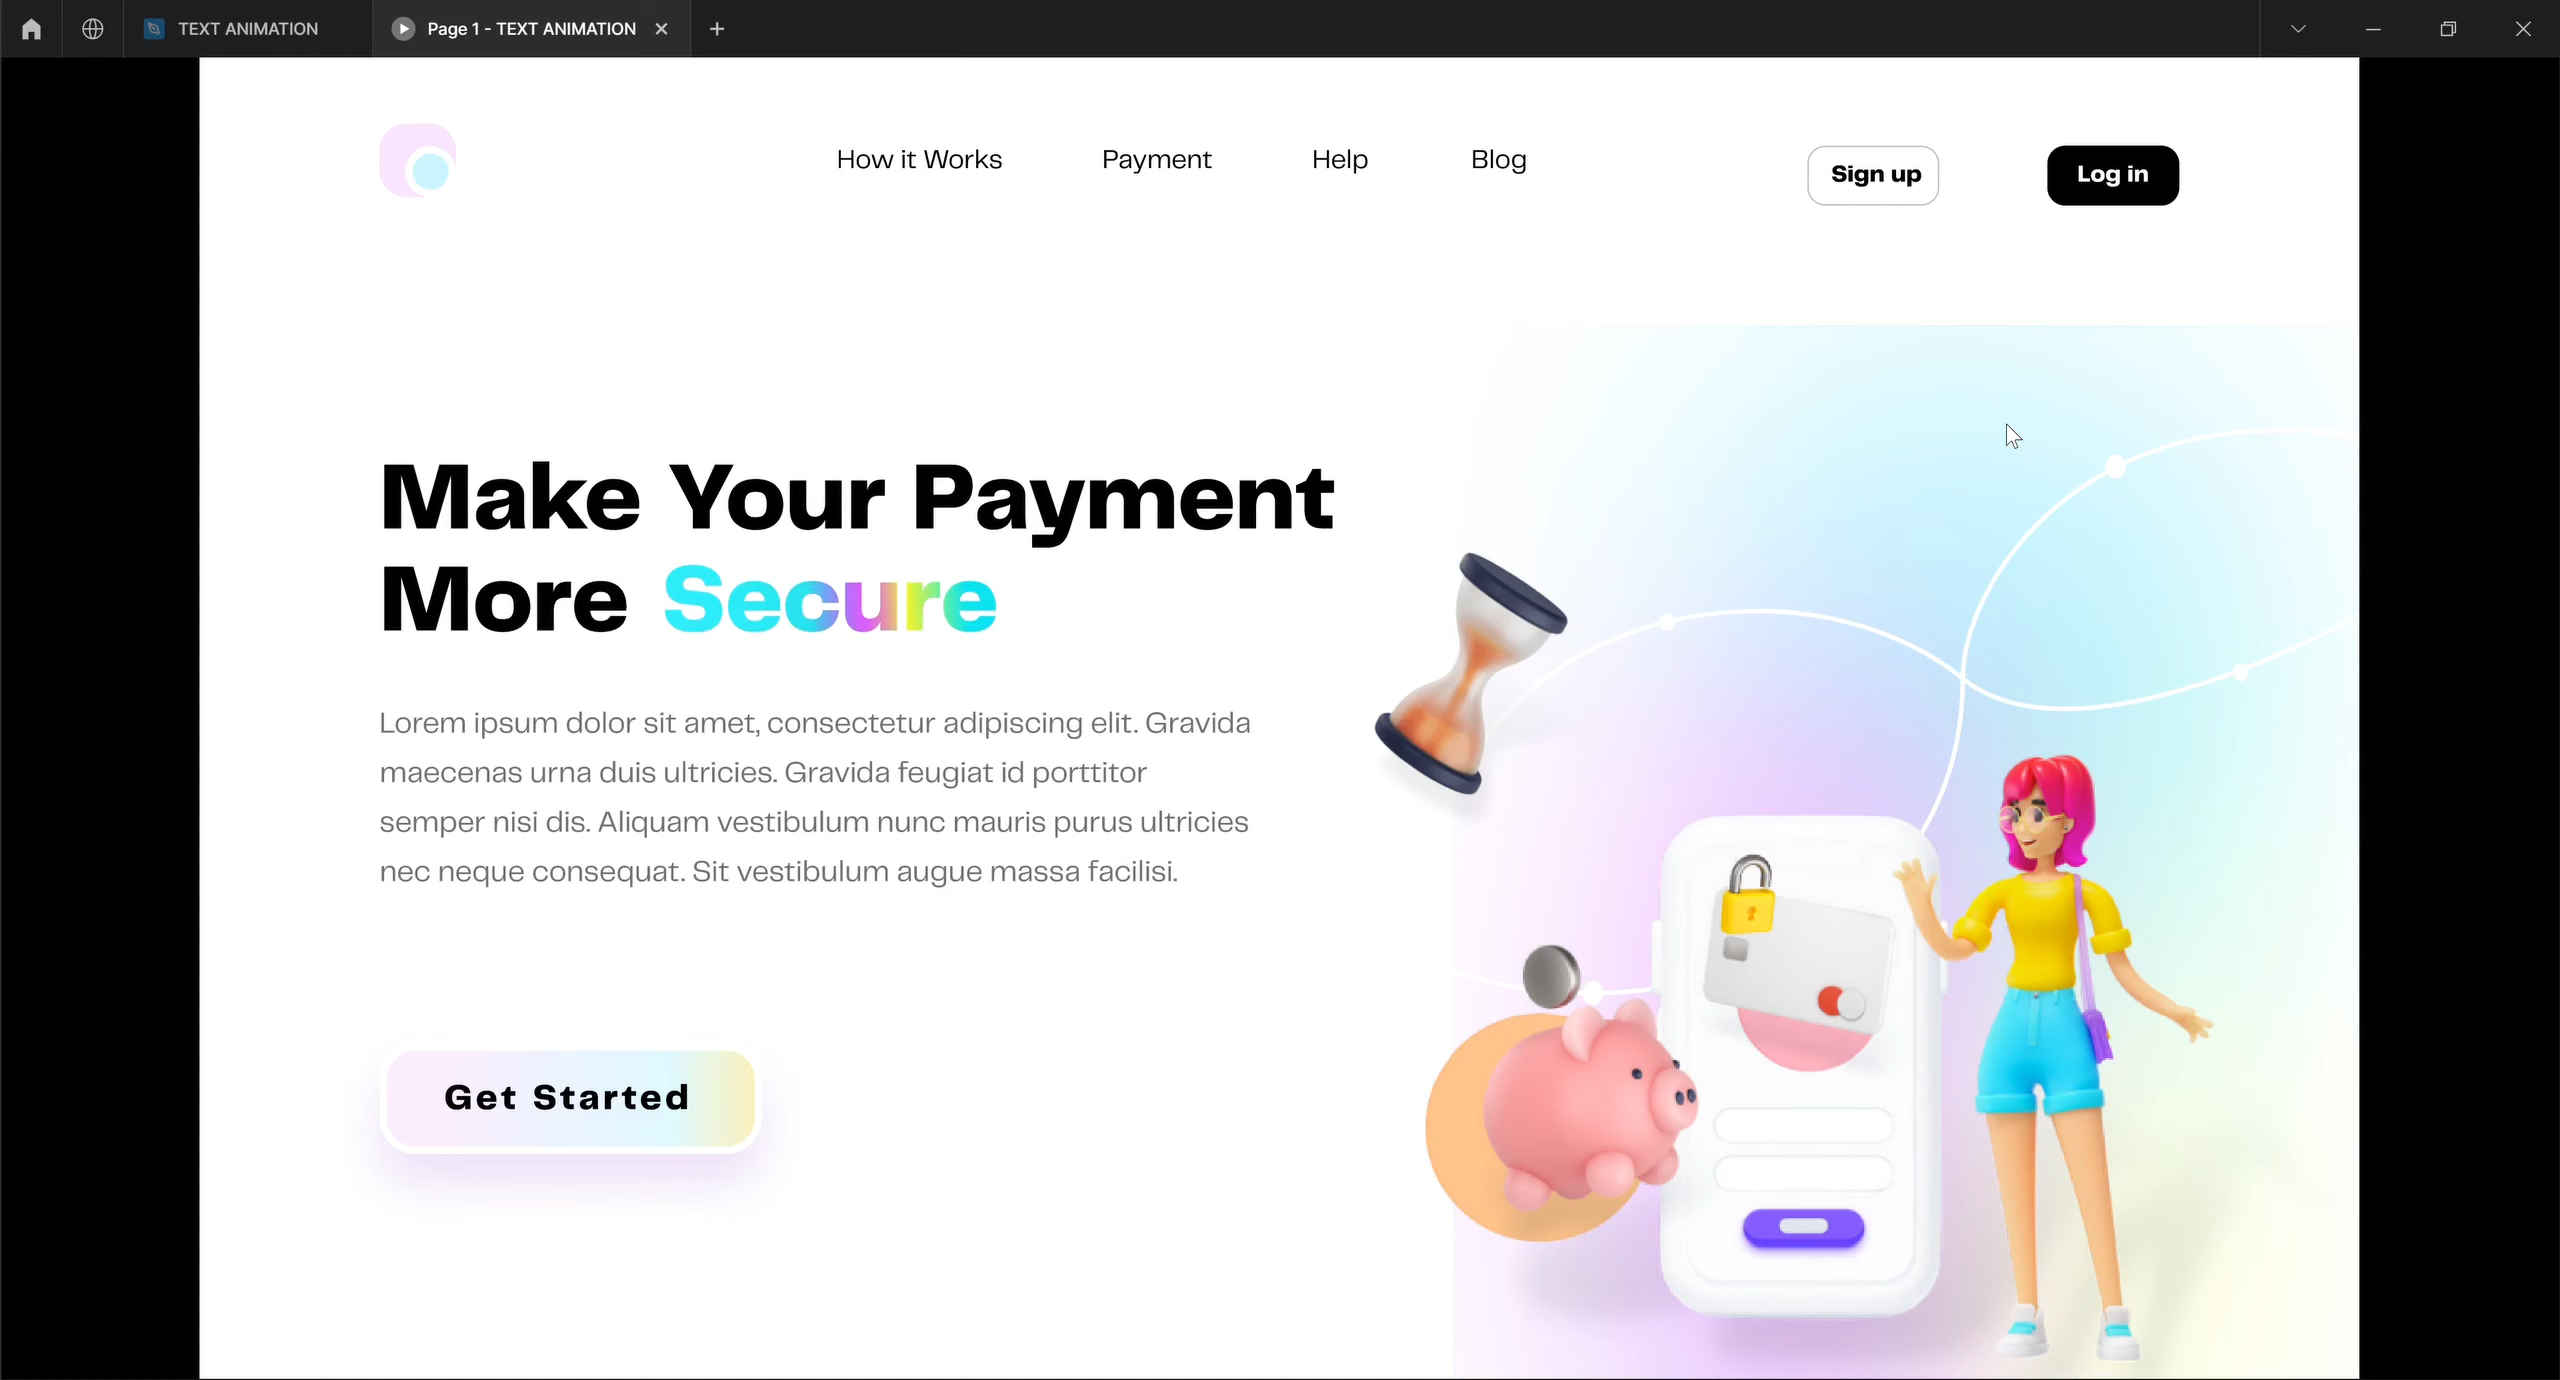 TEXT ANIMATION
Page 1 - TEXT ANIMATION
How it Works
Payment
Help
Blog
Sign up
Log in
Make Your Payment
More Secure
Lorem ipsum dolor sit amet, consectetur adipiscing elit. Gravida
maecenas urna duis ultricies. Gravida feugiat id porttitor
semper nisi dis. Aliquam vestibulum nunc mauris purus ultricies
nec neque consequat. Sit vestibulum augue massa facilisi.
Get Started